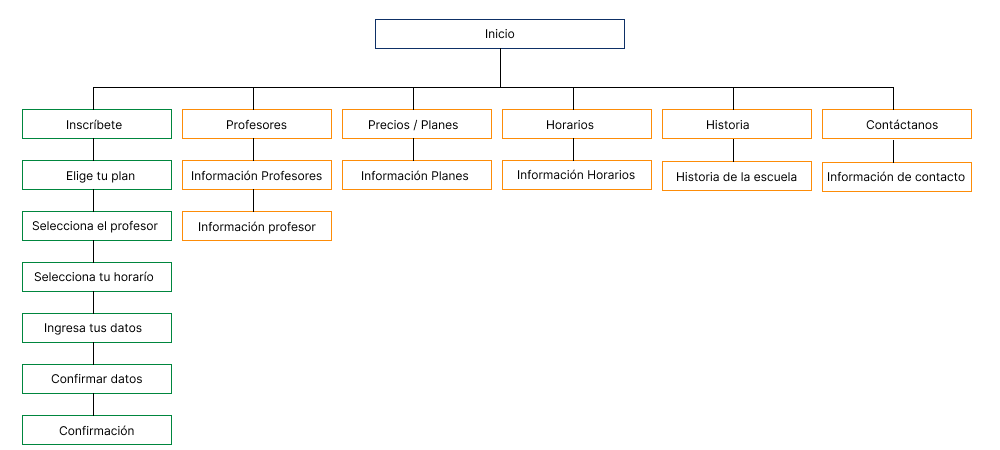 Inicio
Inscríbete
Profesores
Precios / Planes
Horarios
Historia
Contáctanos
Elige tu plan
Información Profesores
Información Planes
Información Horarios
Historia de la escuela
Información de contacto
Selecciona el profesor
Información profesor
Selecciona tu horarío
Ingresa tus datos
Confirmar datos
Confirmación